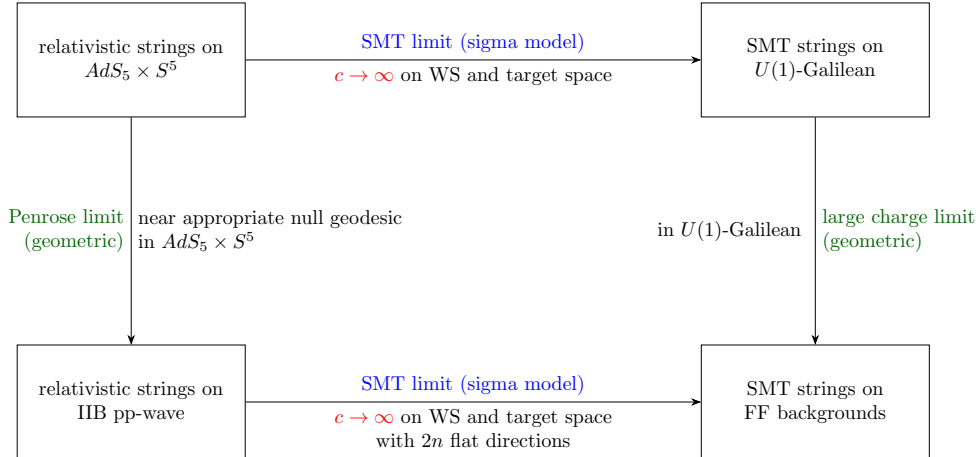 relativistic strings on
AdS₅ × S⁵
SMT limit (sigma model)
c → ∞ on WS and target space
SMT strings on
U(1)-Galilean
Penrose limit
(geometric)
near appropriate null geodesic
in AdS₅ × S⁵
in U(1)-Galilean
large charge limit
(geometric)
relativistic strings on
IIB pp-wave
SMT limit (sigma model)
c → ∞ on WS and target space
with 2n flat directions
SMT strings on
FF backgrounds